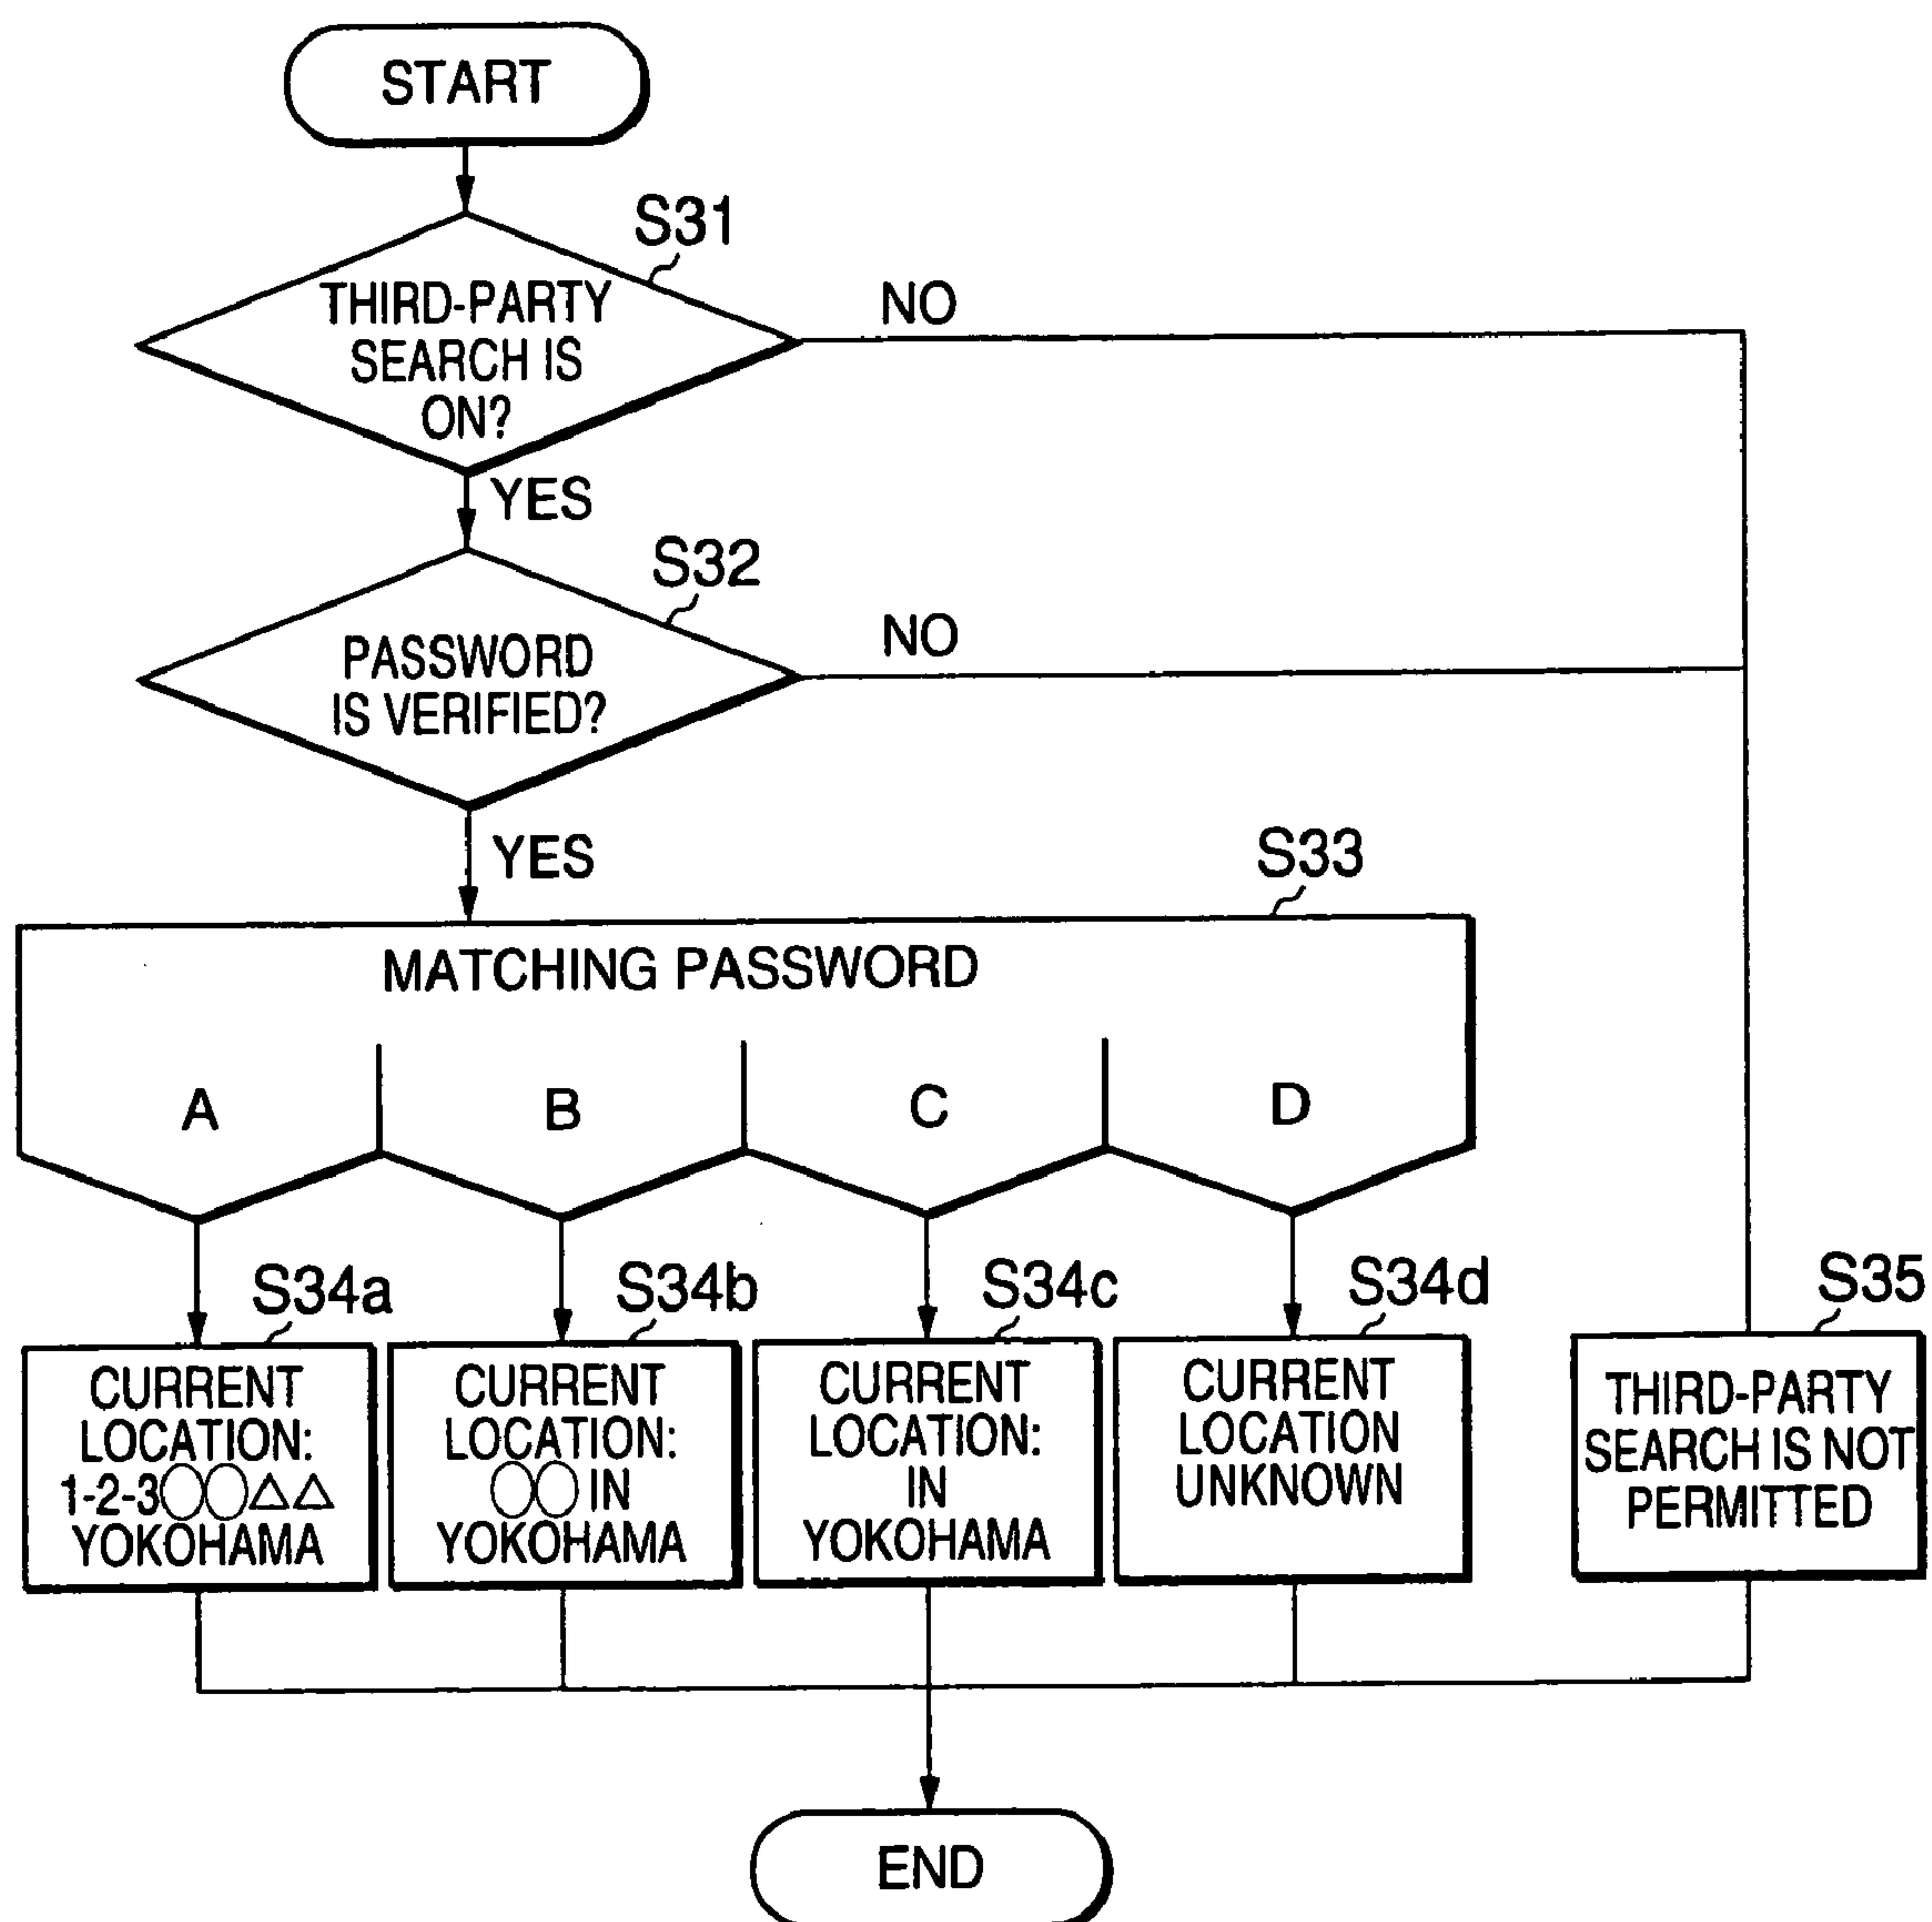 START
S31
THIRD-PARTY
SEARCH IS
ON?
NO
YES
S32
PASSWORD
IS VERIFIED?
NO
YES
S33
MATCHING PASSWORD
A
B
C
D
S34a
CURRENT
LOCATION:
1-2-3○○△△
YOKOHAMA
S34b
CURRENT
LOCATION:
○○ IN
YOKOHAMA
S34c
CURRENT
LOCATION:
IN
YOKOHAMA
S34d
CURRENT
LOCATION
UNKNOWN
S35
THIRD-PARTY
SEARCH IS NOT
PERMITTED
END